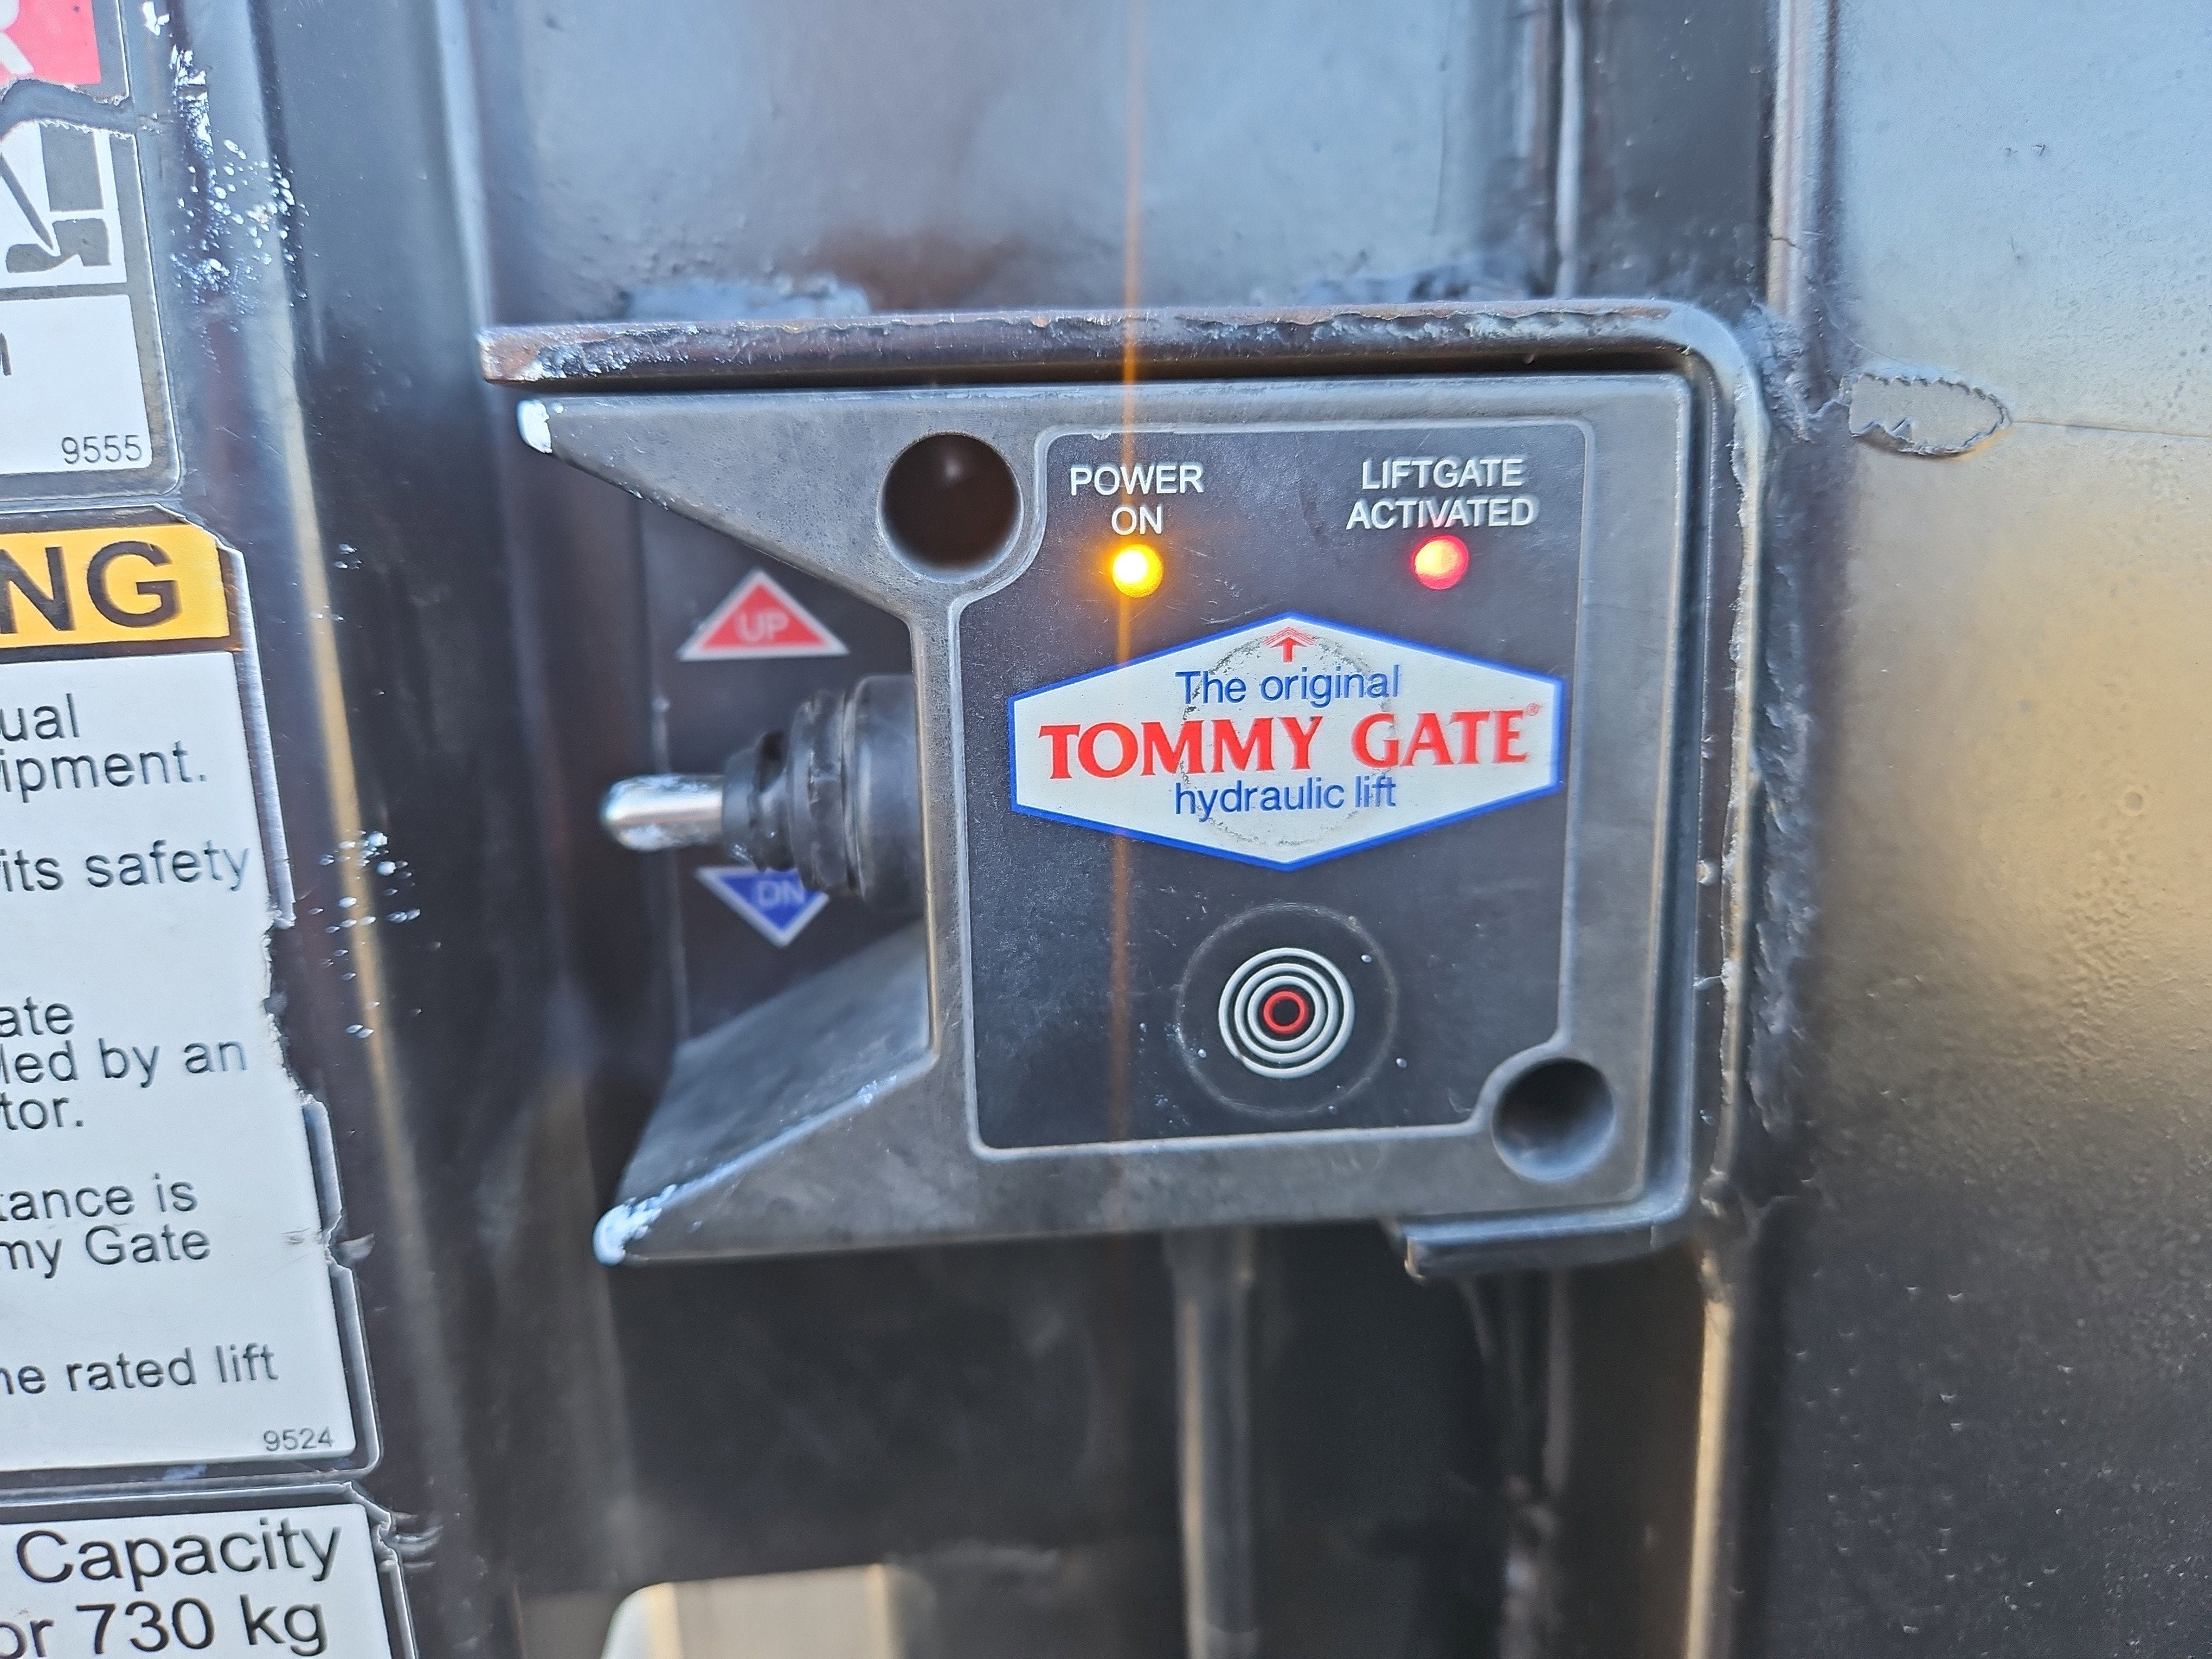 9555
NG
ual
ipment.
its safety
ate
led by an
tor.
tance is
my Gate
he rated lift
9524
Capacity
or 730 kg
UP
DN
POWER
ON
LIFTGATE
ACTIVATED
The original
TOMMY GATE®
hydraulic lift